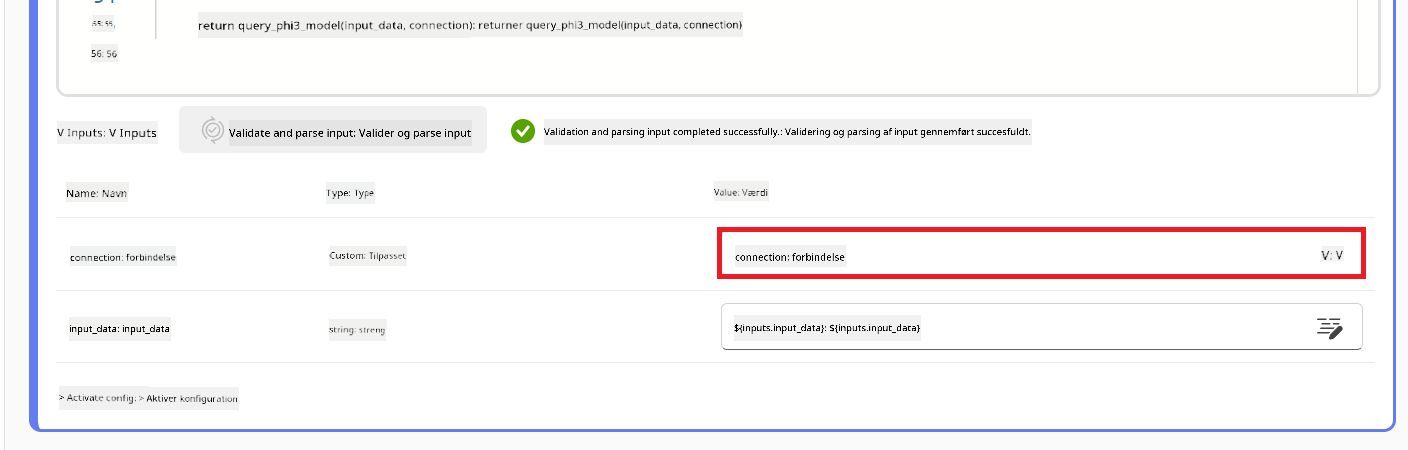 55: 55,
return query_phi3_model(input_data, connection): returner query_phi3_model(input_data, connection)
56: 56
V Inputs: V Inputs
Validate and parse input: Valider og parse input
Validation and parsing input completed successfully.: Validering og parsing af input gennemført succesfuldt.
Name: Navn
Type: Type
Value: Værdi
connection: forbindelse
Custom: Tilpasset
connection: forbindelse
V: V
input_data: input_data
string: streng
${inputs.input_data}: ${inputs.input_data}
> Activate config: > Aktiver konfiguration